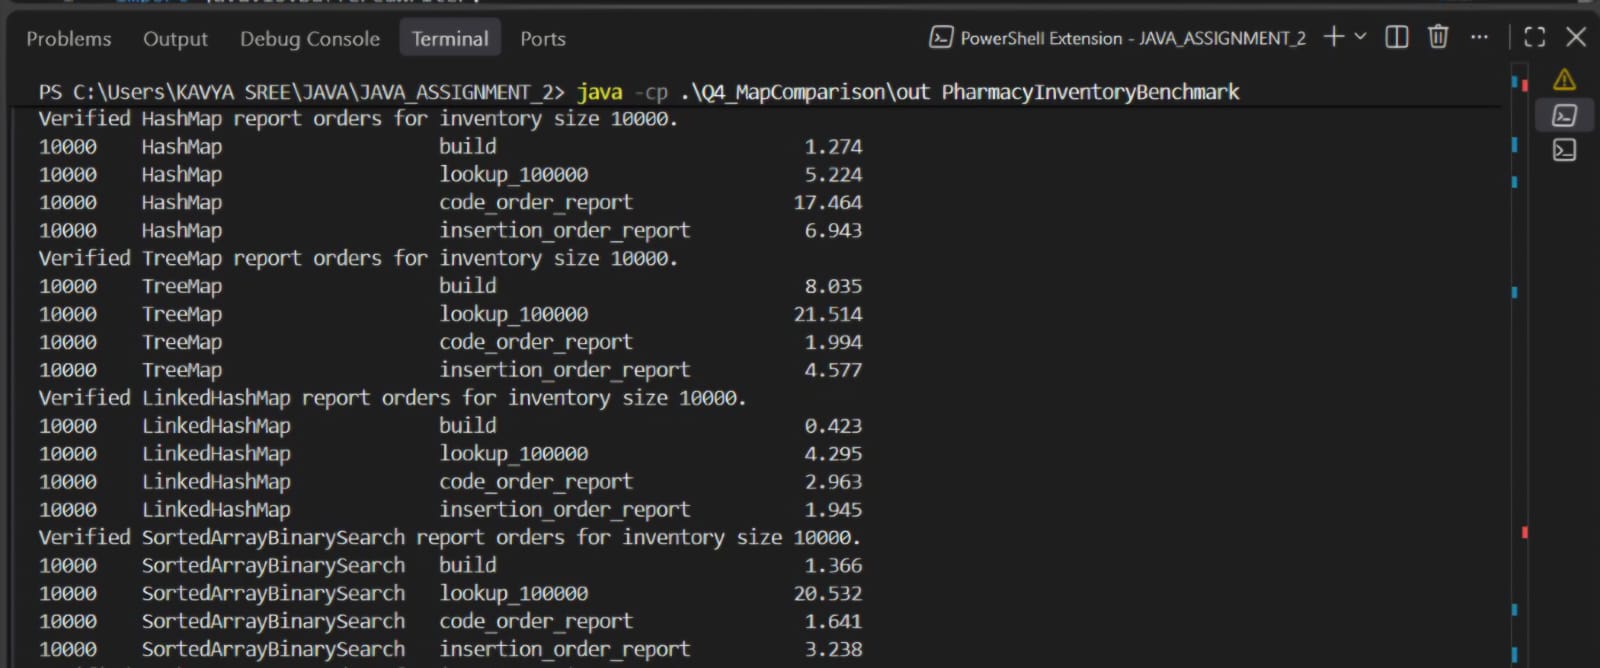 Problems Output Debug Console Terminal Ports PowerShell Extension - JAVA_ASSIGNMENT_2
PS C:\Users\KAVYA SREE\JAVA\JAVA_ASSIGNMENT_2> java -cp .\Q4_MapComparison\out PharmacyInventoryBenchmark
Verified HashMap report orders for inventory size 10000.
10000 HashMap build 1.274
10000 HashMap lookup_100000 5.224
10000 HashMap code_order_report 17.464
10000 HashMap insertion_order_report 6.943
Verified TreeMap report orders for inventory size 10000.
10000 TreeMap build 8.035
10000 TreeMap lookup_100000 21.514
10000 TreeMap code_order_report 1.994
10000 TreeMap insertion_order_report 4.577
Verified LinkedHashMap report orders for inventory size 10000.
10000 LinkedHashMap build 0.423
10000 LinkedHashMap lookup_100000 4.295
10000 LinkedHashMap code_order_report 2.963
10000 LinkedHashMap insertion_order_report 1.945
Verified SortedArrayBinarySearch report orders for inventory size 10000.
10000 SortedArrayBinarySearch build 1.366
10000 SortedArrayBinarySearch lookup_100000 20.532
10000 SortedArrayBinarySearch code_order_report 1.641
10000 SortedArrayBinarySearch insertion_order_report 3.238